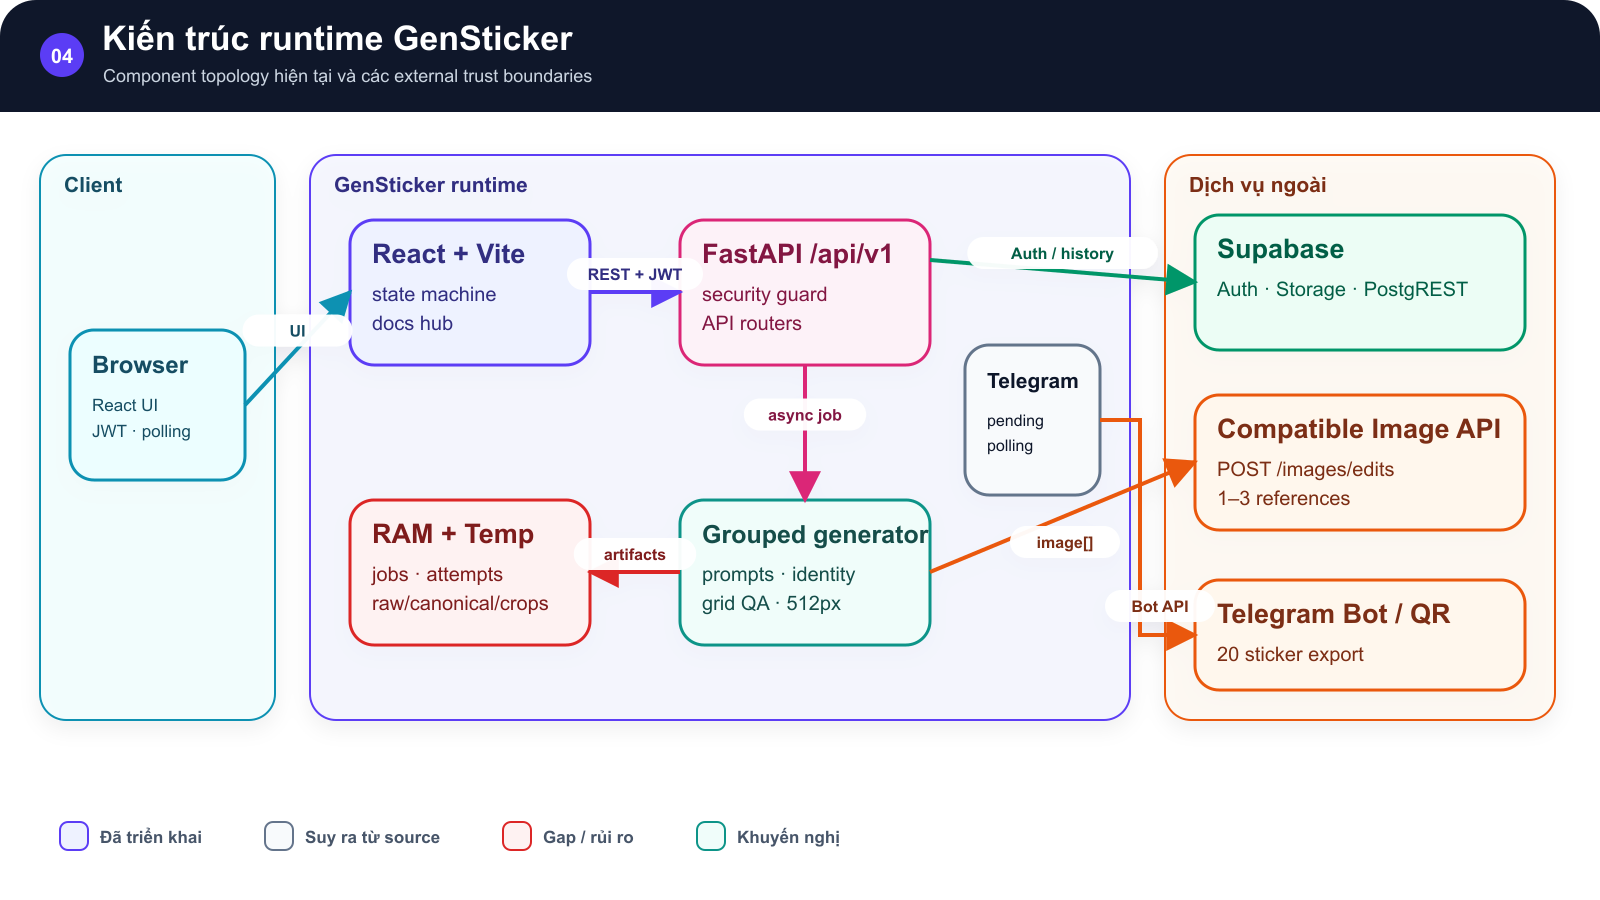 04
Kiến trúc runtime GenSticker
Component topology hiện tại và các external trust boundaries
Client
Browser
React UI
JWT · polling
UI
GenSticker runtime
React + Vite
state machine
docs hub
REST + JWT
FastAPI /api/v1
security guard
API routers
Auth / history
async job
Telegram
pending
polling
RAM + Temp
jobs · attempts
raw/canonical/crops
artifacts
Grouped generator
prompts · identity
grid QA · 512px
image[]
Bot API
Dịch vụ ngoài
Supabase
Auth · Storage · PostgREST
Compatible Image API
POST /images/edits
1–3 references
Telegram Bot / QR
20 sticker export
Đã triển khai
Suy ra từ source
Gap / rủi ro
Khuyến nghị